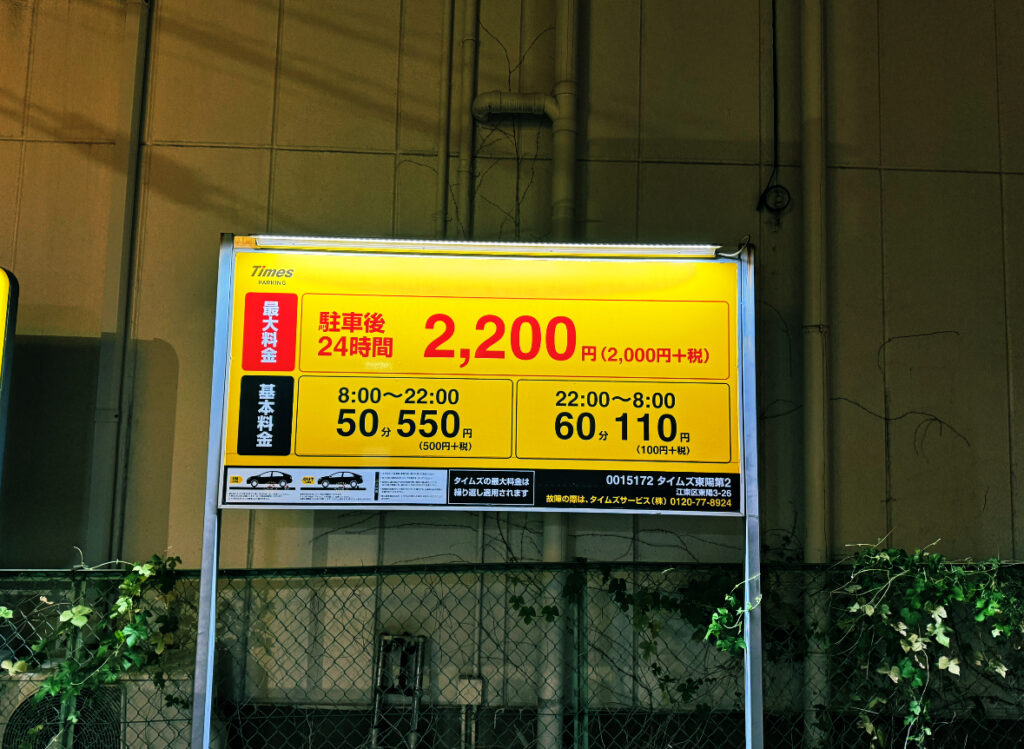 Times
PARKING
最大料金
駐車後
24時間
2,200円(2,000円+税)
基本料金
8:00〜22:00
50分 550円
(500円+税)
22:00〜8:00
60分 110円
(100円+税)
タイムズの最大料金は
繰り返し適用されます
0015172 タイムズ東陽第2
江東区東陽3-26
故障の際は、タイムズサービス(株) 0120-77-8924